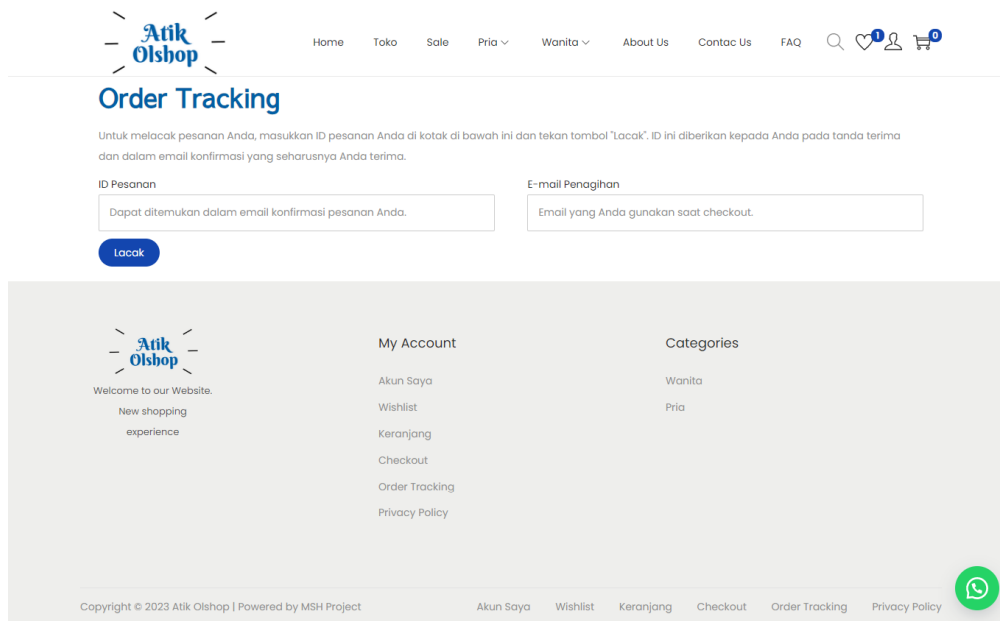 Atik
Olshop
Home Toko Sale Pria Wanita About Us Contac Us FAQ 1 0
Order Tracking
Untuk melacak pesanan Anda, masukkan ID pesanan Anda di kotak di bawah ini dan tekan tombol "Lacak". ID ini diberikan kepada Anda pada tanda terima
dan dalam email konfirmasi yang seharusnya Anda terima.
ID Pesanan
Dapat ditemukan dalam email konfirmasi pesanan Anda.
E-mail Penagihan
Email yang Anda gunakan saat checkout.
Lacak
Atik
Olshop
Welcome to our Website.
New shopping
experience
My Account
Akun Saya
Wishlist
Keranjang
Checkout
Order Tracking
Privacy Policy
Categories
Wanita
Pria
Copyright © 2023 Atik Olshop | Powered by MSH Project
Akun Saya Wishlist Keranjang Checkout Order Tracking Privacy Policy